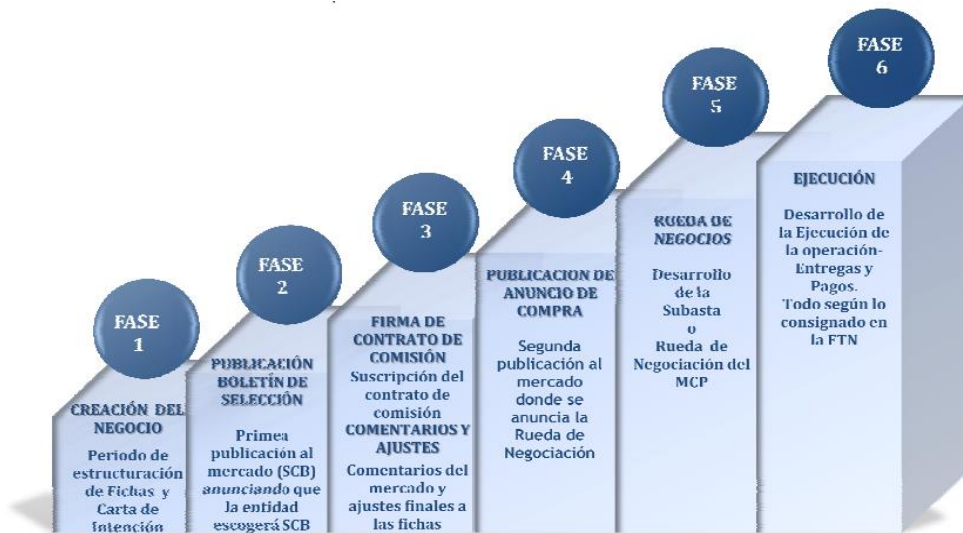 FASE
1
CREACIÓN DEL
NEGOCIO
Periodo de
estructuración
de Fichas y
Carta de
Intención
FASE
2
PUBLICACIÓN
BOLETÍN DE
SELECCIÓN
Primea
publicación al
mercado (SCB)
anunciando que
la entidad
escogerá SCB
FASE
3
FIRMA DE
CONTRATO DE
COMISIÓN
Suscripción del
contrato de
comisión
COMENTARIOS Y
AJUSTES
Comentarios del
mercado y
ajustes finales a
las fichas
FASE
4
PUBLICACION DE
ANUNCIO DE
COMPRA
Segunda
publicación al
mercado
donde se
anuncia la
Rueda de
Negociación
FASE
5
RUEDA DE
NEGOCIOS
Desarrollo
de la
Subasta
o
Rueda de
Negociación del
MCP
FASE
6
EJECUCIÓN
Desarrollo de
la Ejecución de
la operación-
Entregas y
Pagos.
Todo según lo
consignado en
la FTN